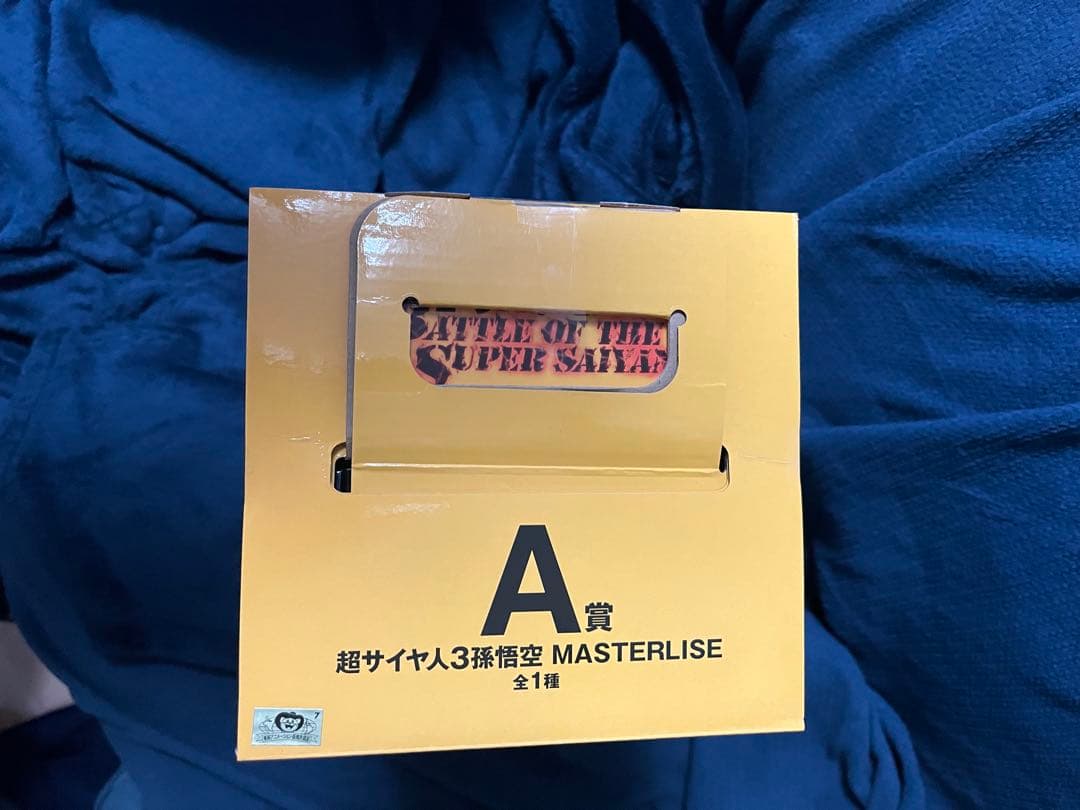 BATTLE OF THE
SUPER SAIYAN
A賞
超サイヤ人3孫悟空 MASTERLISE
全1種
7